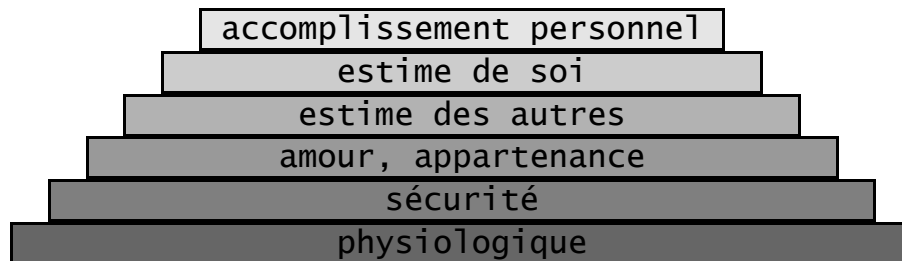 accomplissement personnel
estime de soi
estime des autres
amour, appartenance
sécurité
physiologique